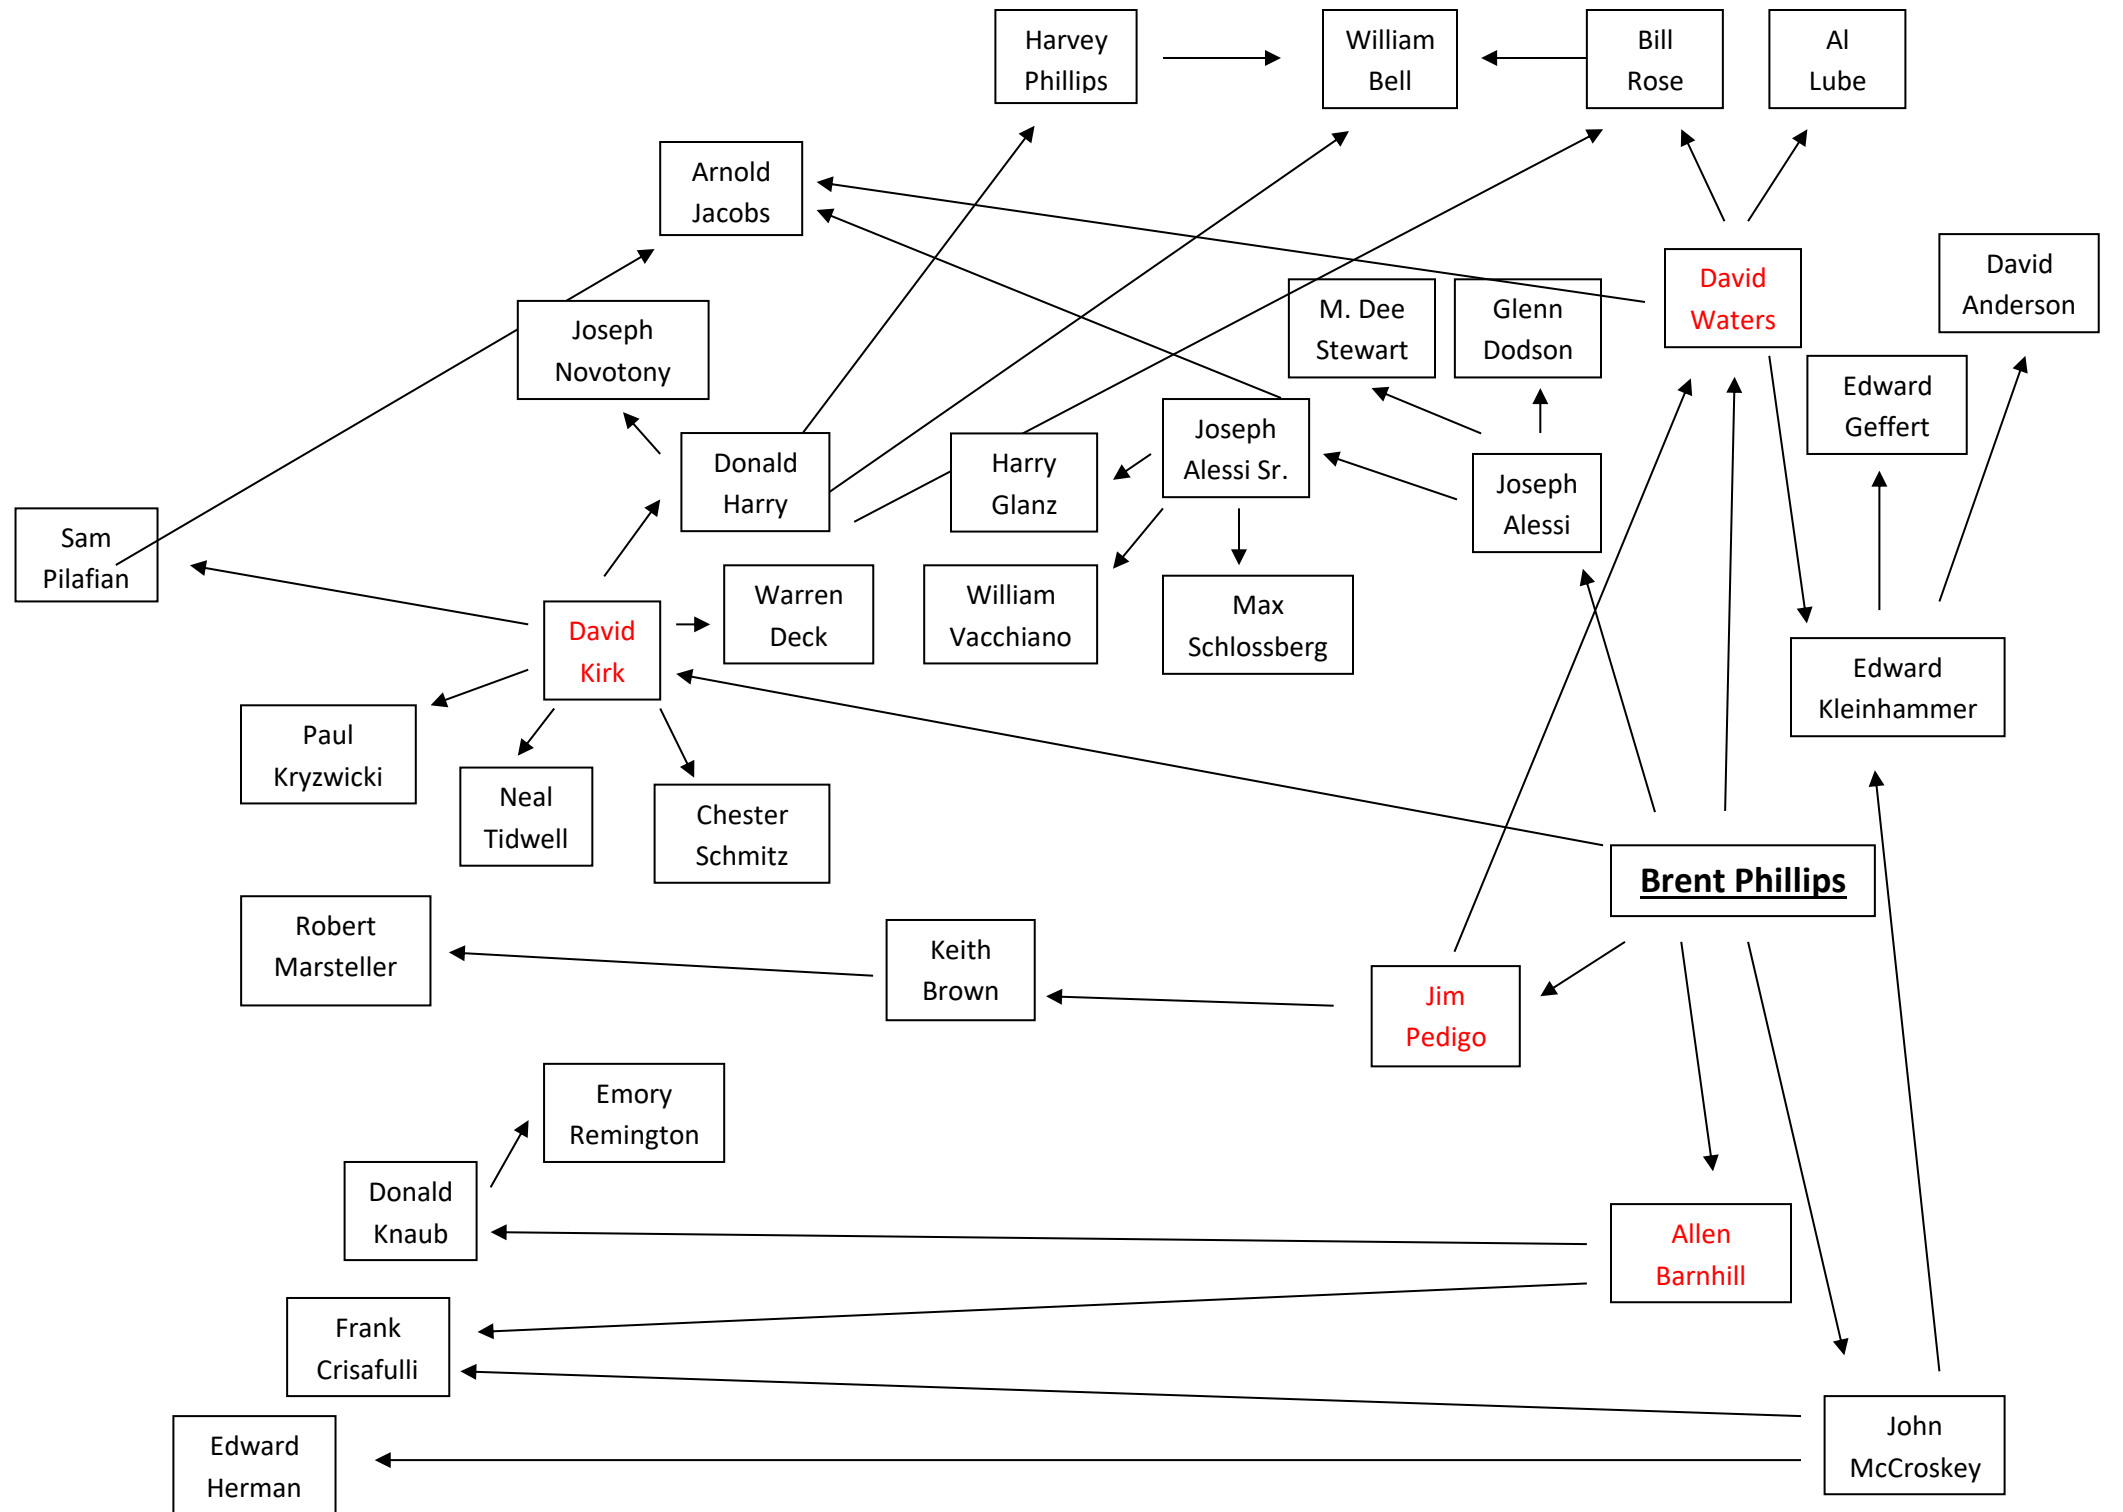 Harvey
Phillips
William
Bell
Bill
Rose
Al
Lube
Arnold
Jacobs
David
Waters
David
Anderson
M. Dee
Stewart
Glenn
Dodson
Joseph
Novotony
Edward
Geffert
Donald
Harry
Harry
Glanz
Joseph
Alessi Sr.
Joseph
Alessi
Sam
Pilafian
Warren
Deck
William
Vacchiano
Max
Schlossberg
David
Kirk
Edward
Kleinhammer
Paul
Kryzwicki
Neal
Tidwell
Chester
Schmitz
Brent Phillips
Robert
Marsteller
Keith
Brown
Jim
Pedigo
Emory
Remington
Donald
Knaub
Allen
Barnhill
Frank
Crisafulli
John
McCroskey
Edward
Herman